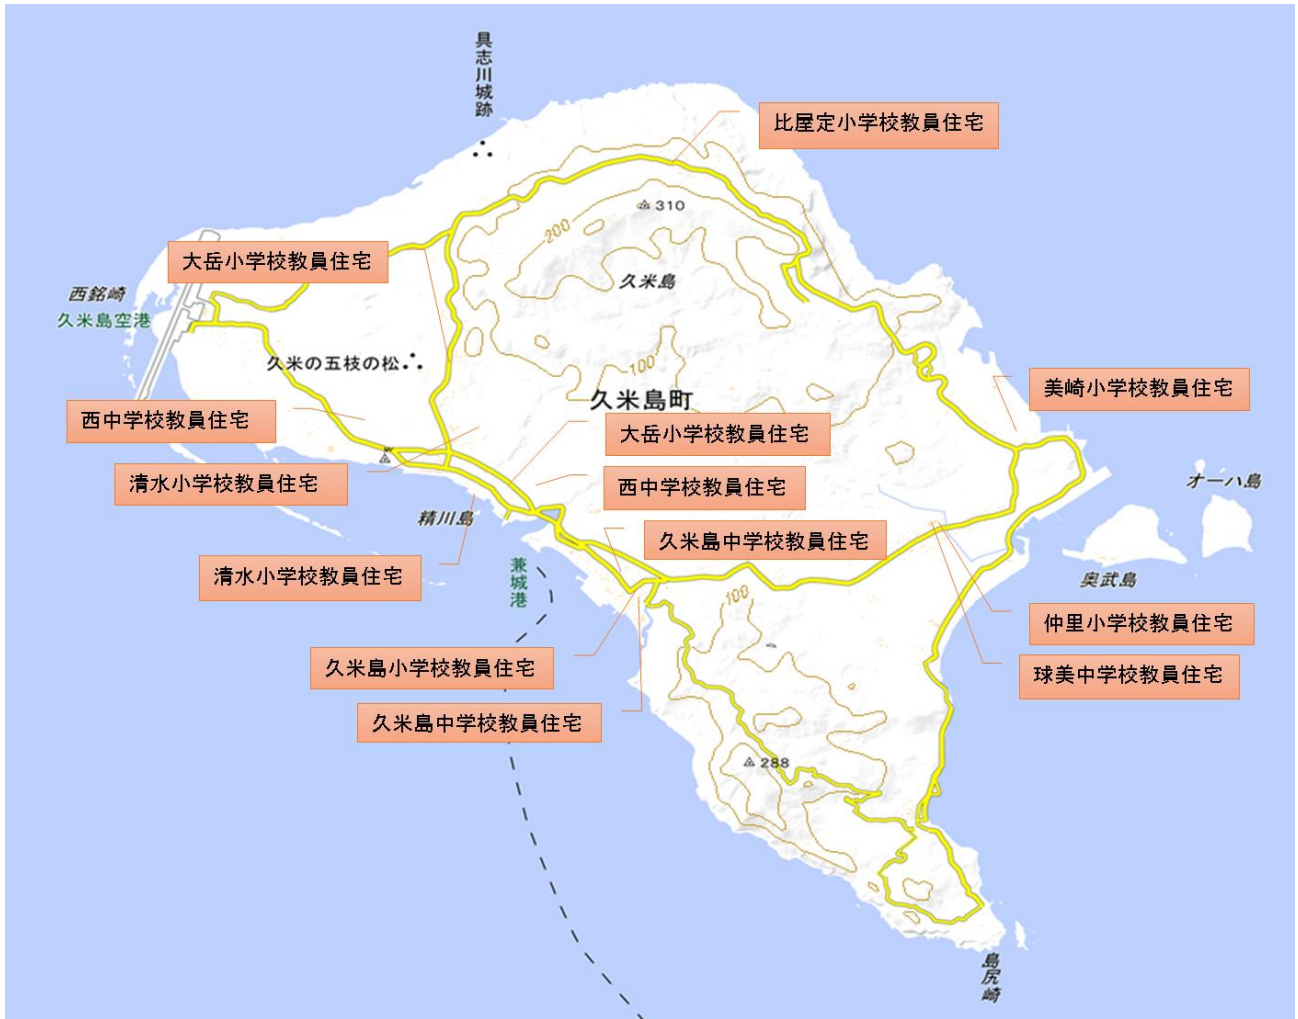 具志川城跡
比屋定小学校教員住宅
310
200
大岳小学校教員住宅
久米島
西銘崎
久米島空港
久米の五枝の松
100
久米島町
美崎小学校教員住宅
西中学校教員住宅
大岳小学校教員住宅
清水小学校教員住宅
西中学校教員住宅
オーハ島
精川島
久米島中学校教員住宅
清水小学校教員住宅
兼城港
奥武島
100
仲里小学校教員住宅
久米島小学校教員住宅
球美中学校教員住宅
久米島中学校教員住宅
288
島尻崎